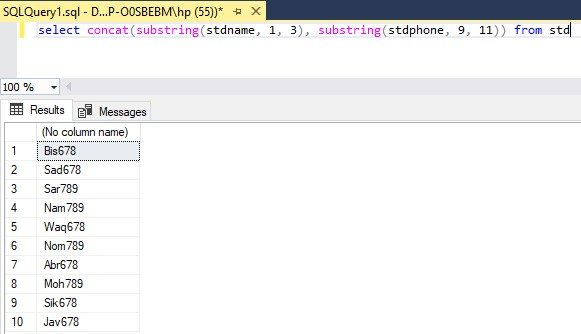 SQLQuery1.sql - D...P-O0SBEBM\hp (55))*
select concat(substring(stdname, 1, 3), substring(stdphone, 9, 11)) from std
100 %
Results Messages
(No column name)
1 Bis678
2 Sad678
3 Sar789
4 Nam789
5 Waq678
6 Nom789
7 Abr678
8 Moh789
9 Sik678
10 Jav678